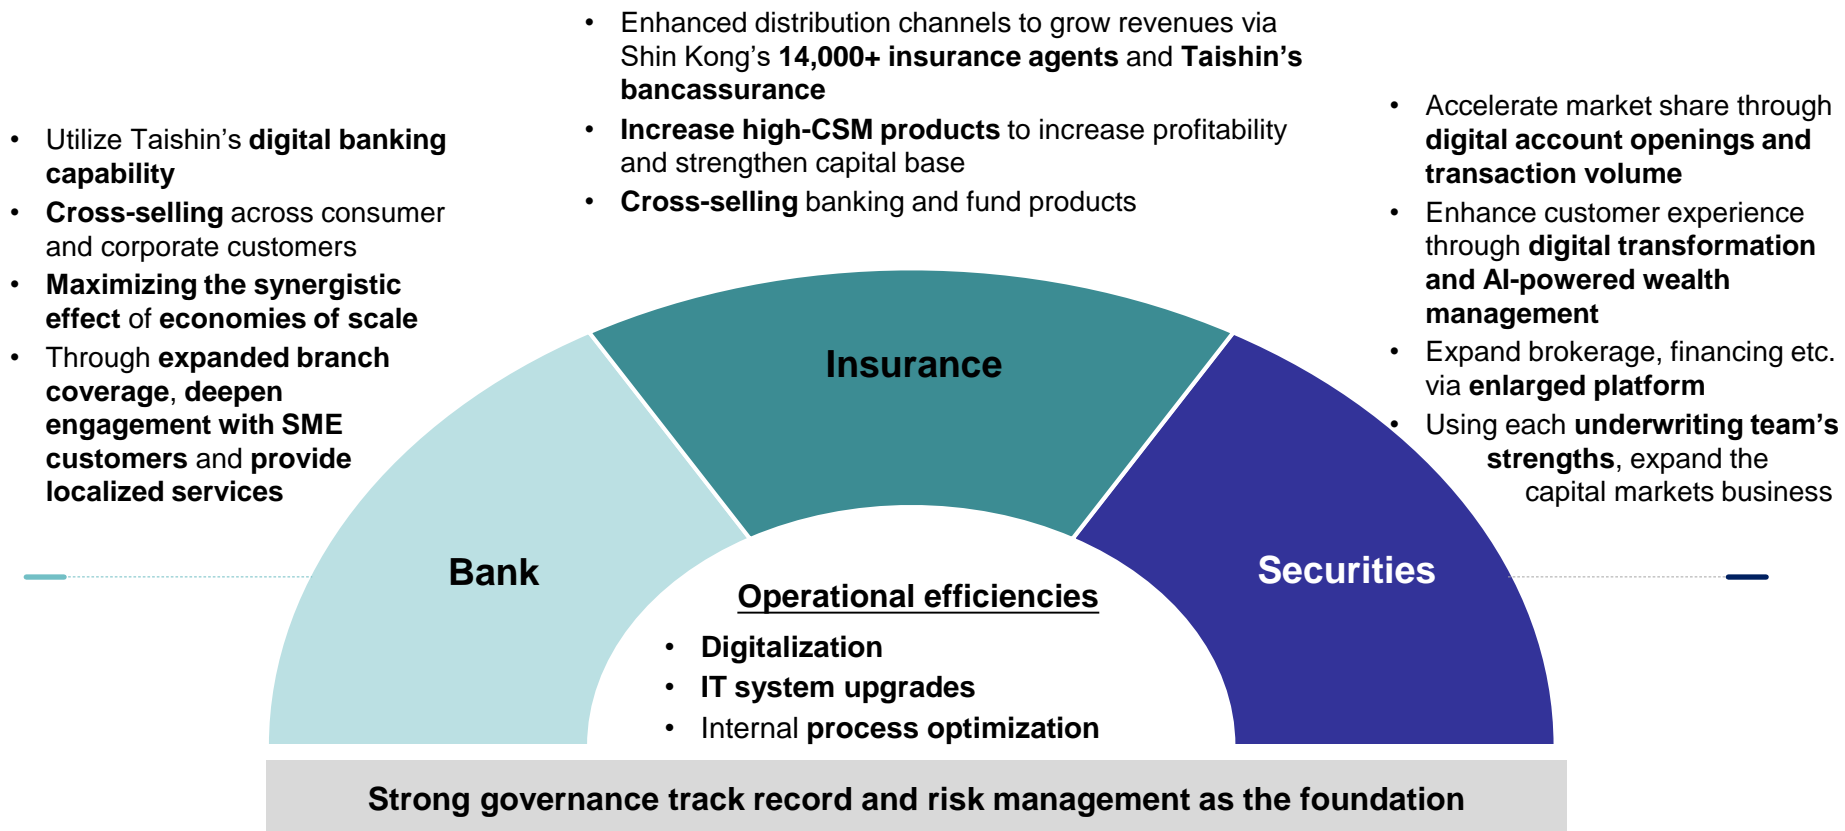 • Enhanced distribution channels to grow revenues via
Shin Kong's 14,000+ insurance agents and Taishin's
bancassurance
• Increase high-CSM products to increase profitability
and strengthen capital base
• Cross-selling banking and fund products
• Utilize Taishin's digital banking
capability
• Cross-selling across consumer
and corporate customers
• Maximizing the synergistic
effect of economies of scale
• Through expanded branch
coverage, deepen
engagement with SME
customers and provide
localized services
• Accelerate market share through
digital account openings and
transaction volume
• Enhance customer experience
through digital transformation
and AI-powered wealth
management
• Expand brokerage, financing etc.
via enlarged platform
• Using each underwriting team's
strengths, expand the
capital markets business
Insurance
Bank
Securities
Operational efficiencies
• Digitalization
• IT system upgrades
• Internal process optimization
Strong governance track record and risk management as the foundation